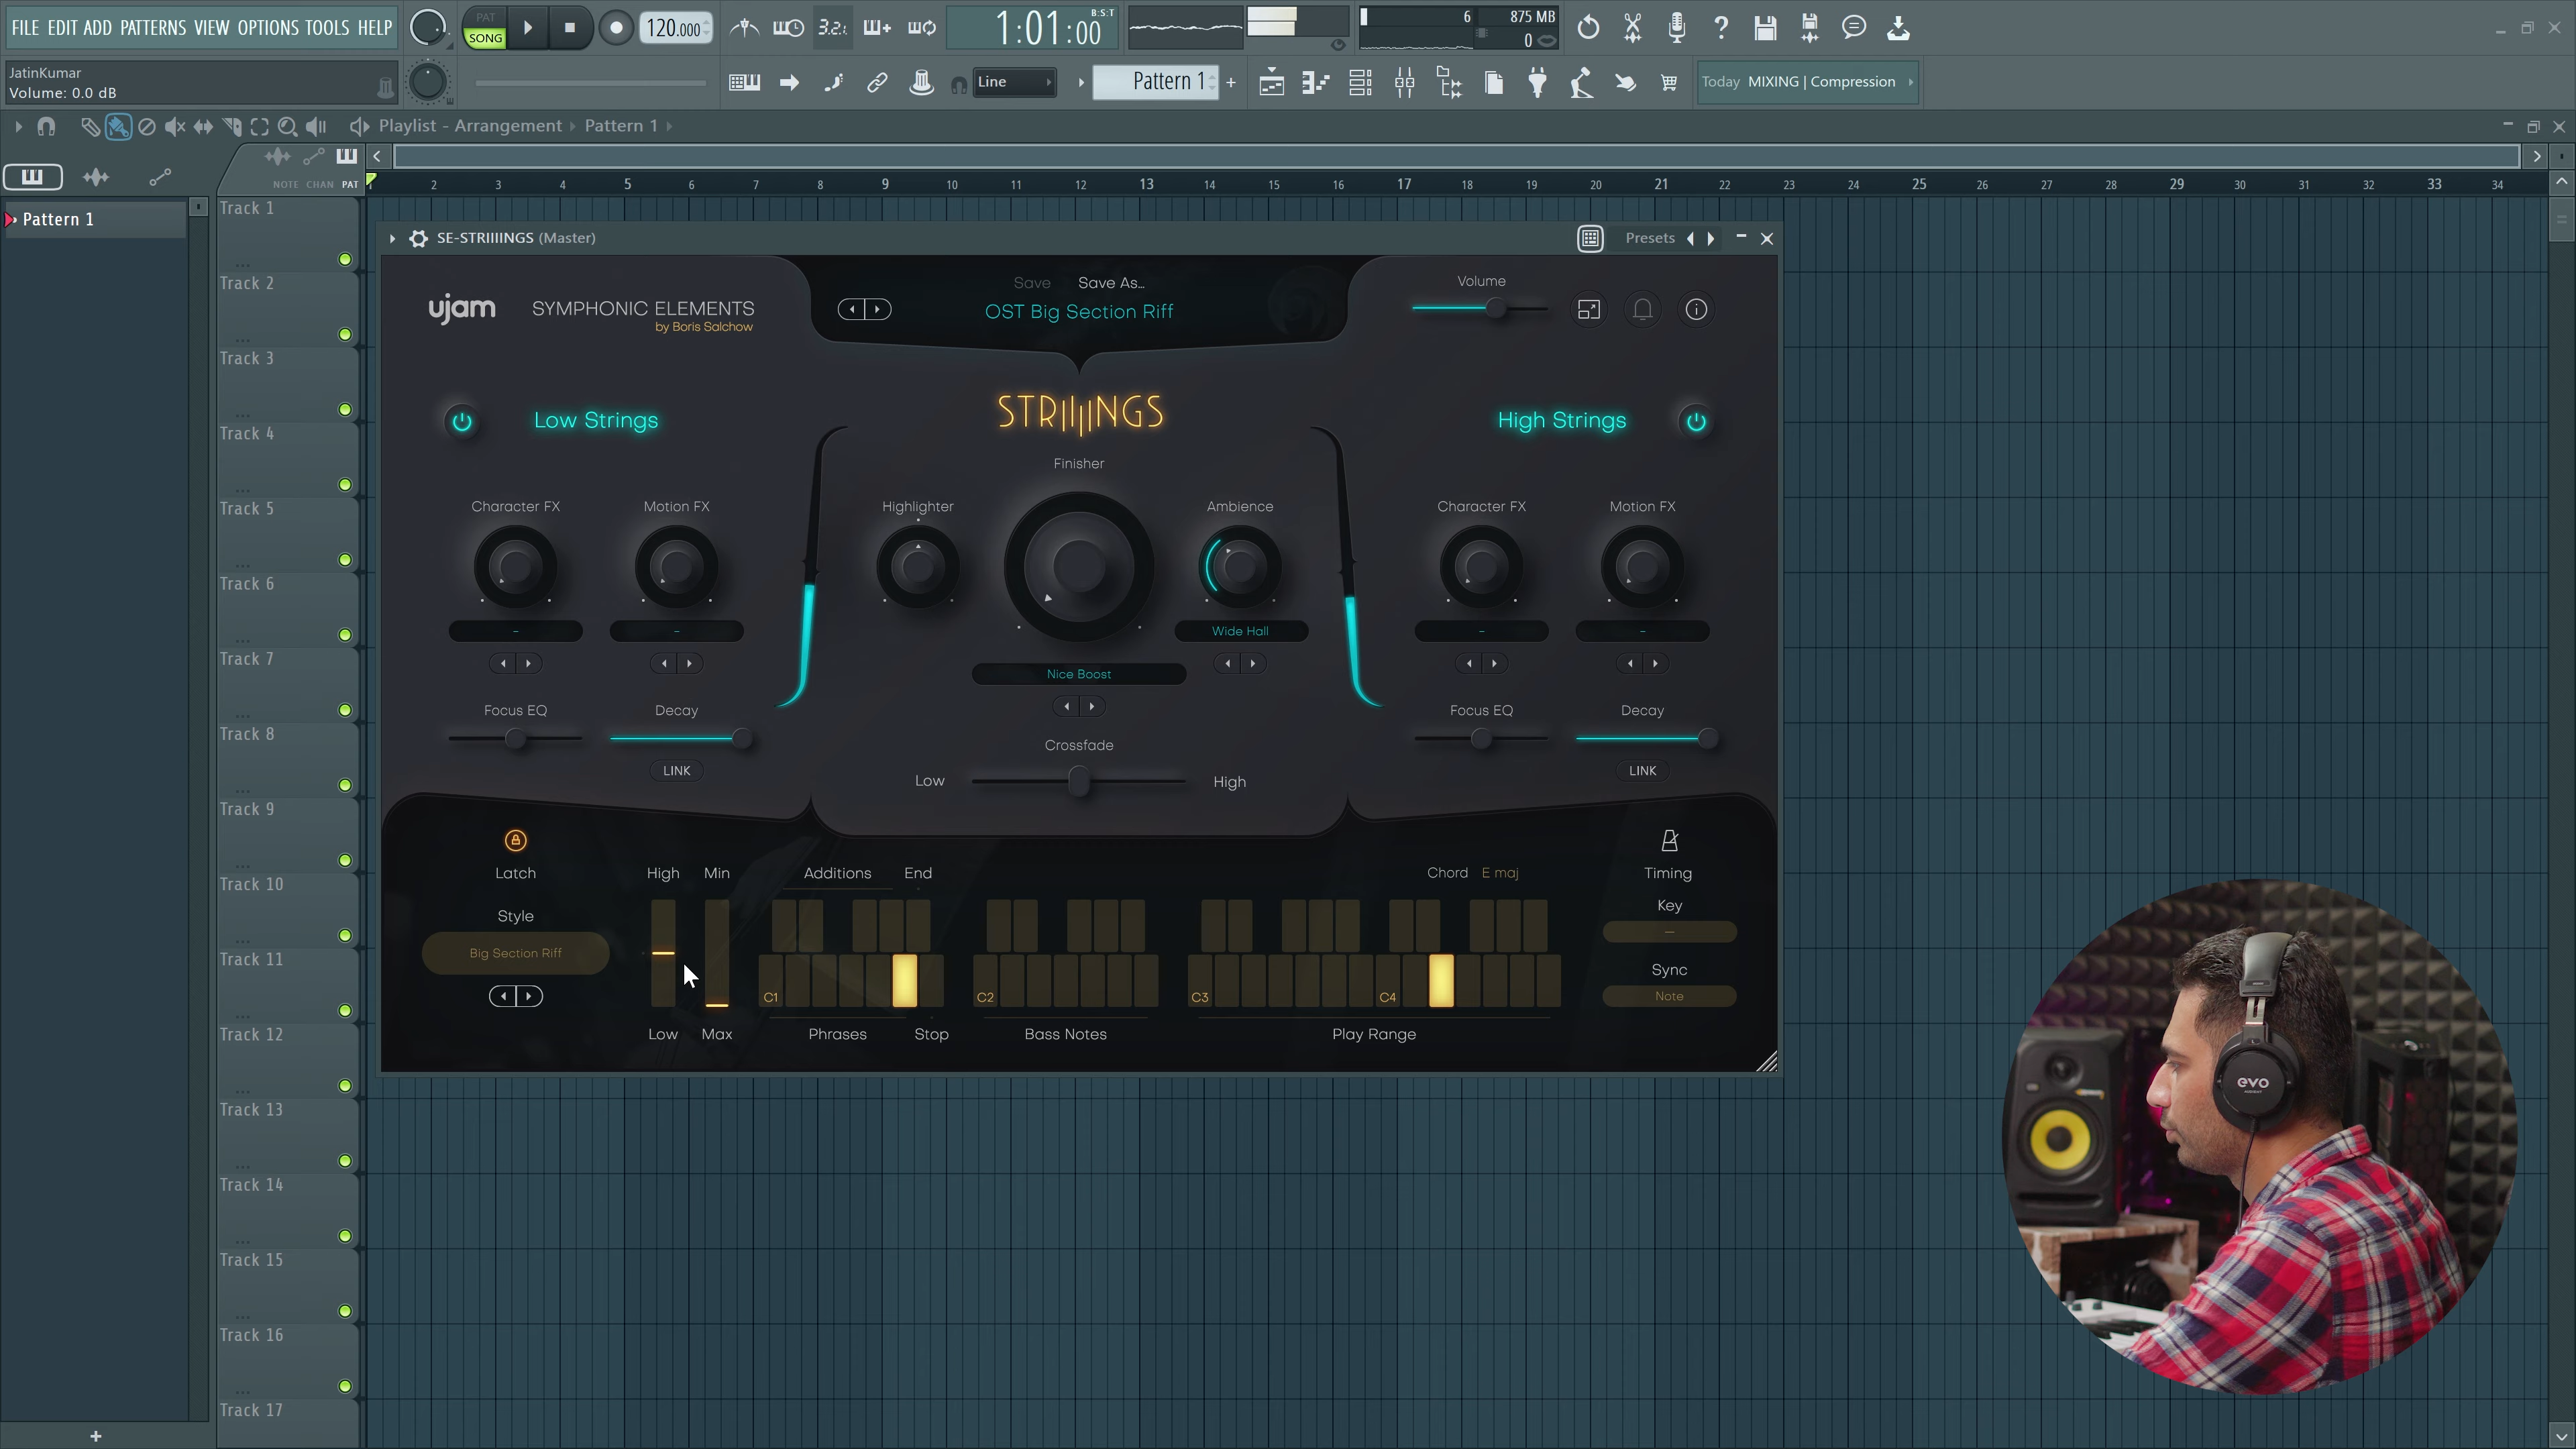 FILE EDIT ADD PATTERNS VIEW OPTIONS TOOLS HELP
PAT
SONG
120.000
3.2.
B:S:T
1:01:00
6
875 MB
0
JatinKumar
Volume: 0.0 dB
Line
Pattern 1
+
Today MIXING | Compression
Playlist - Arrangement
Pattern 1
NOTE CHAN PAT
1 2 3 4 5 6 7 8 9 10 11 12 13 14 15 16 17 18 19 20 21 22 23 24 25 26 27 28 29 30 31 32 33 34
Pattern 1
Track 1
Track 2
Track 3
Track 4
Track 5
Track 6
Track 7
Track 8
Track 9
Track 10
Track 11
Track 12
Track 13
Track 14
Track 15
Track 16
Track 17
+
SE-STRIIIINGS (Master)
Presets
ujam
SYMPHONIC ELEMENTS
by Boris Salchow
Save Save As...
OST Big Section Riff
Volume
Low Strings
STRIIIINGS
High Strings
Finisher
Character FX
Motion FX
Highlighter
Ambience
Character FX
Motion FX
Wide Hall
Nice Boost
Focus EQ
Decay
LINK
Crossfade
Low
High
Focus EQ
Decay
LINK
Latch
Style
Big Section Riff
High
Low
Min
Max
Additions
End
C1
Phrases
Stop
C2
Bass Notes
Chord E maj
C3
C4
Play Range
Timing
Key
Sync
Note
evo